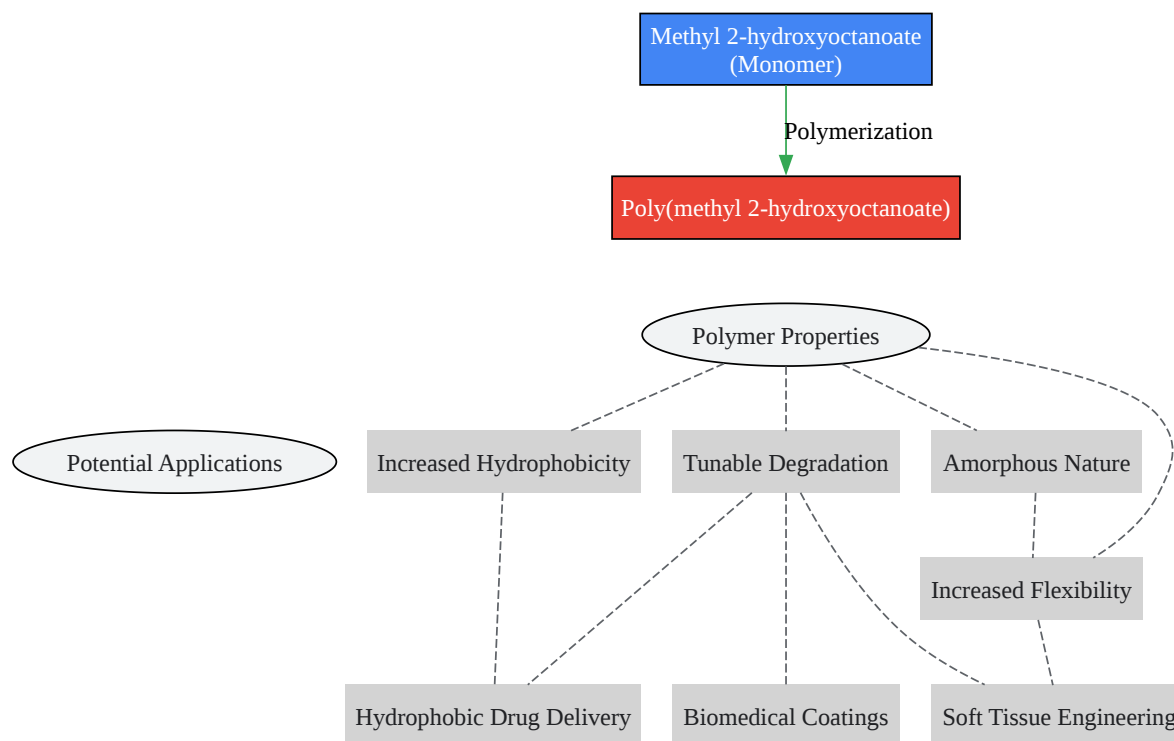 Methyl 2-hydroxyoctanoate
(Monomer)
Polymerization
Poly(methyl 2-hydroxyoctanoate)
Polymer Properties
Potential Applications
Increased Hydrophobicity
Tunable Degradation
Amorphous Nature
Increased Flexibility
Hydrophobic Drug Delivery
Biomedical Coatings
Soft Tissue Engineering